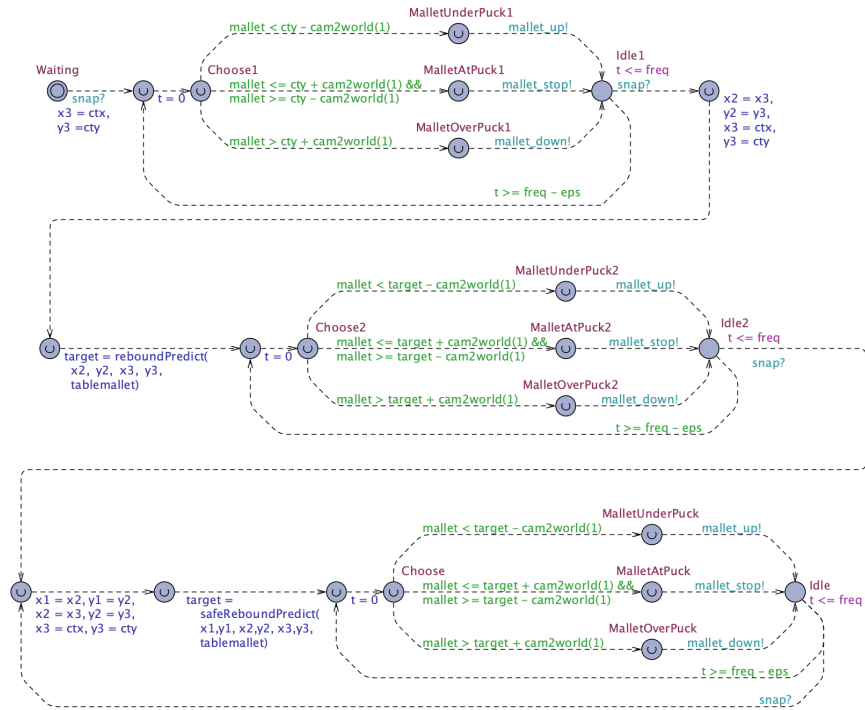 MalletUnderPuck1
mallet < cty – cam2world(1)
mallet_up!
Idle1
t <= freq
Waiting
Choose1
MalletAtPuck1
mallet <= cty + cam2world(1) &&
mallet >= cty – cam2world(1)
mallet_stop!
snap?
snap?
x3 = ctx,
y3 =cty
t = 0
x2 = x3,
y2 = y3,
x3 = ctx,
y3 = cty
MalletOverPuck1
mallet > cty + cam2world(1)
mallet_down!
t >= freq – eps
MalletUnderPuck2
mallet < target – cam2world(1)
mallet_up!
Idle2
t <= freq
Choose2
MalletAtPuck2
mallet <= target + cam2world(1) &&
mallet >= target – cam2world(1)
mallet_stop!
snap?
target = reboundPredict(
x2, y2, x3, y3,
tablemallet)
t = 0
MalletOverPuck2
mallet > target + cam2world(1)
mallet_down!
t >= freq – eps
MalletUnderPuck
mallet < target – cam2world(1)
mallet_up!
Choose
MalletAtPuck
mallet <= target + cam2world(1) &&
mallet >= target – cam2world(1)
mallet_stop!
Idle
t <= freq
x1 = x2, y1 = y2,
x2 = x3, y2 = y3,
x3 = ctx, y3 = cty
target =
safeReboundPredict(
x1,y1, x2,y2, x3,y3,
tablemallet)
t = 0
MalletOverPuck
mallet > target + cam2world(1)
mallet_down!
t >= freq – eps
snap?